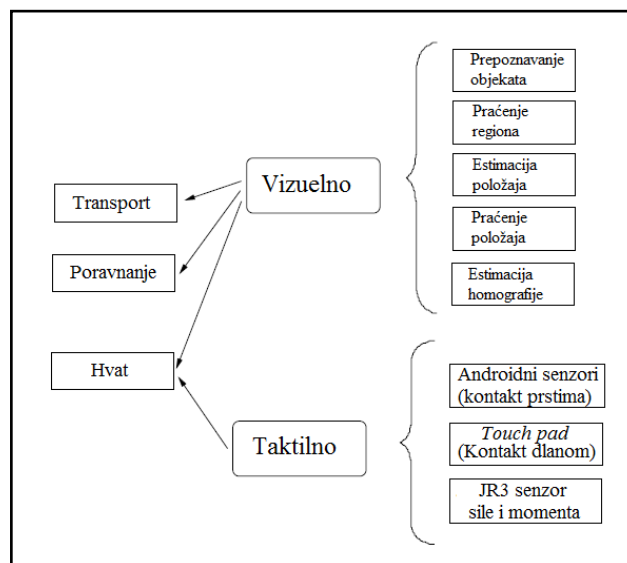 Transport
Poravnanje
Hvat
Vizuelno
Taktilno
Prepoznavanje
objekata
Praćenje
regiona
Estimacija
položaja
Praćenje
položaja
Estimacija
homografije
Androidni senzori
(kontakt prstima)
Touch pad
(Kontakt dlanom)
JR3 senzor
sile i momenta